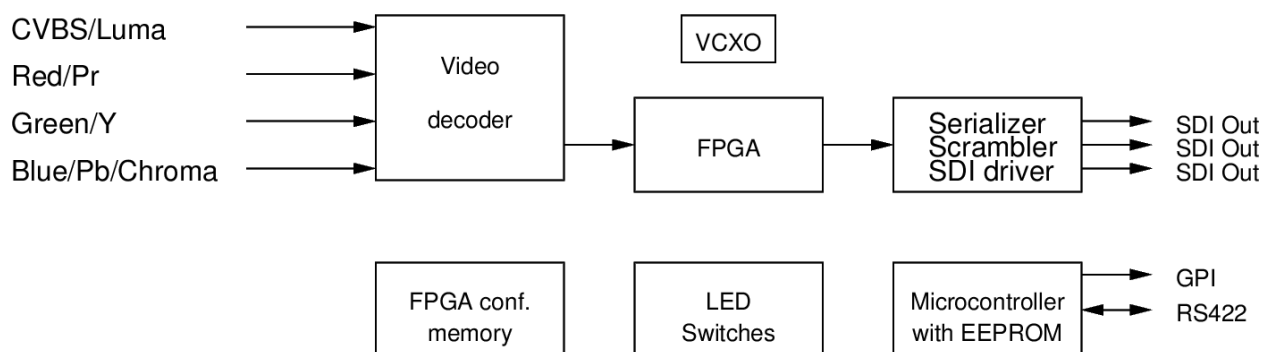 CVBS/Luma
Red/Pr
Green/Y
Blue/Pb/Chroma
Video
decoder
VCXO
FPGA
Serializer
Scrambler
SDI driver
SDI Out
SDI Out
SDI Out
FPGA conf.
memory
LED
Switches
Microcontroller
with EEPROM
GPI
RS422